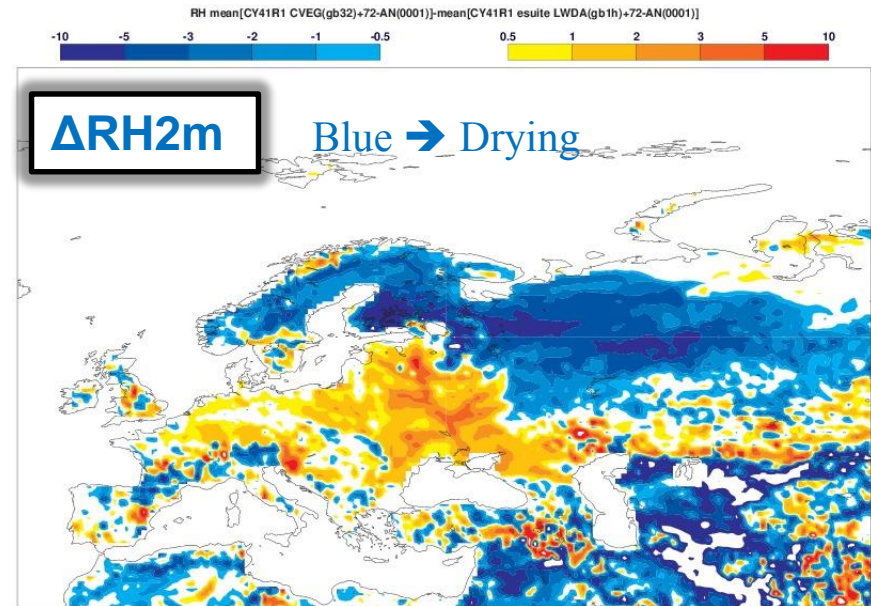 RH mean[CY41R1 CVEG(gb32)+72-AN(0001)]-mean[CY41R1 esuite LWDA(gb1h)+72-AN(0001)]
-10 -5 -3 -2 -1 -0.5 0.5 1 2 3 5 10
ΔRH2m Blue ➔ Drying